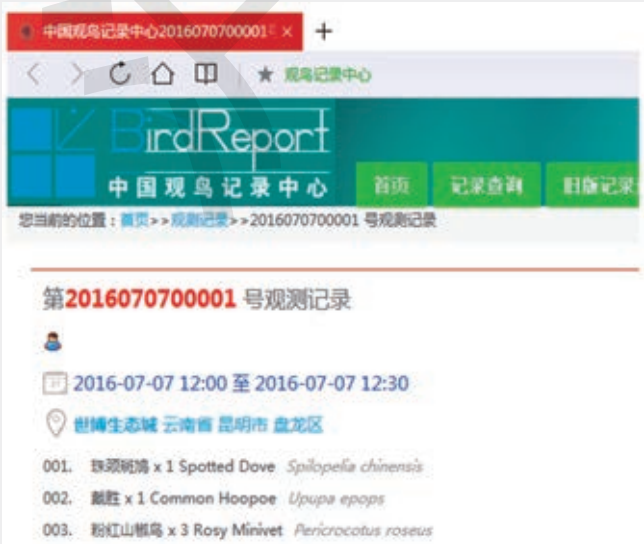 中国观鸟记录中心2016070700001
观鸟记录中心
BirdReport
中国观鸟记录中心
首页 记录查询 旧版记录
您当前的位置：首页>>观测记录>>2016070700001 号观测记录
第2016070700001 号观测记录
2016-07-07 12:00 至 2016-07-07 12:30
世博生态城 云南省 昆明市 盘龙区
001. 珠颈斑鸠 x 1 Spotted Dove Spilopelia chinensis
002. 戴胜 x 1 Common Hoopoe Upupa epops
003. 粉红山椒鸟 x 3 Rosy Minivet Pericrocotus roseus